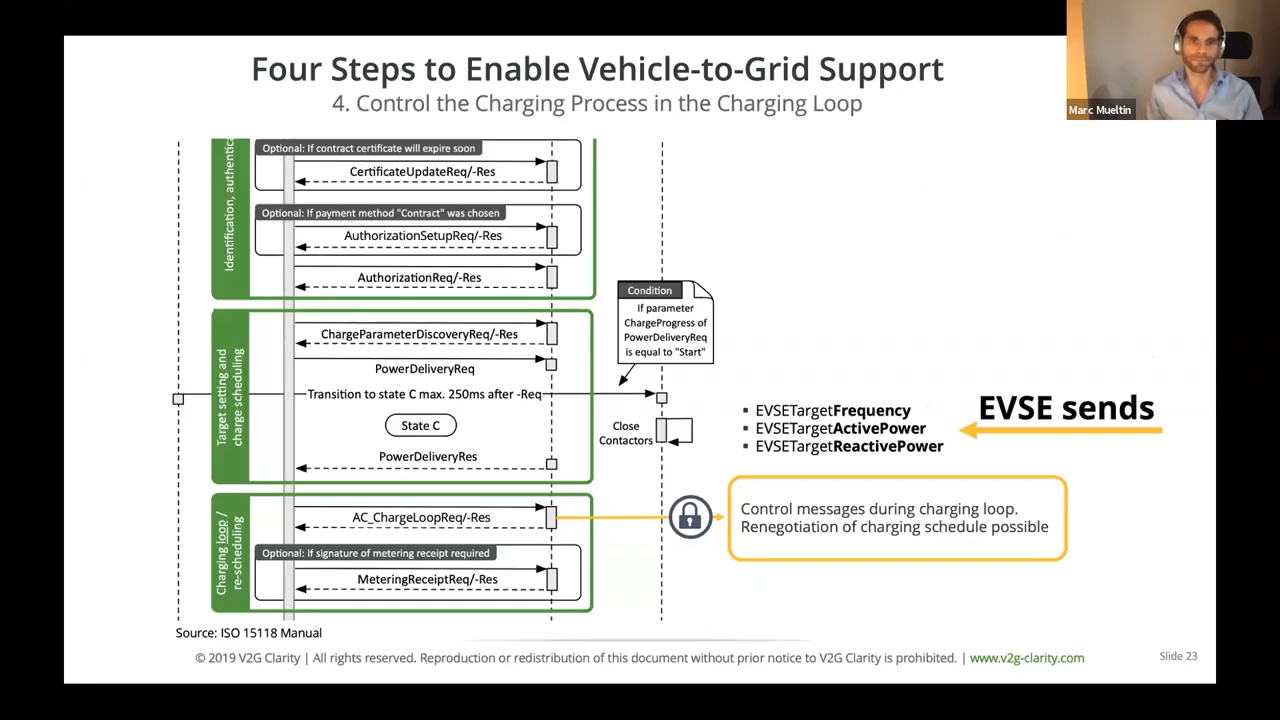 Four Steps to Enable Vehicle-to-Grid Support
4. Control the Charging Process in the Charging Loop
Marc Mueltin
Identification, authentica
Optional: If contract certificate will expire soon
CertificateUpdateReq/-Res
Optional: If payment method "Contract" was chosen
AuthorizationSetupReq/-Res
AuthorizationReq/-Res
Target setting and
charge scheduling
ChargeParameterDiscoveryReq/-Res
PowerDeliveryReq
Transition to state C max. 250ms after -Req
State C
PowerDeliveryRes
Condition
If parameter
ChargeProgress of
PowerDeliveryReq
is equal to "Start"
Close
Contactors
EVSE sends
▪ EVSETargetFrequency
▪ EVSETargetActivePower
▪ EVSETargetReactivePower
Charging loop /
re-scheduling
AC_ChargeLoopReq/-Res
Optional: If signature of metering receipt required
MeteringReceiptReq/-Res
Control messages during charging loop.
Renegotiation of charging schedule possible
Source: ISO 15118 Manual
© 2019 V2G Clarity | All rights reserved. Reproduction or redistribution of this document without prior notice to V2G Clarity is prohibited. | www.v2g-clarity.com
Slide 23